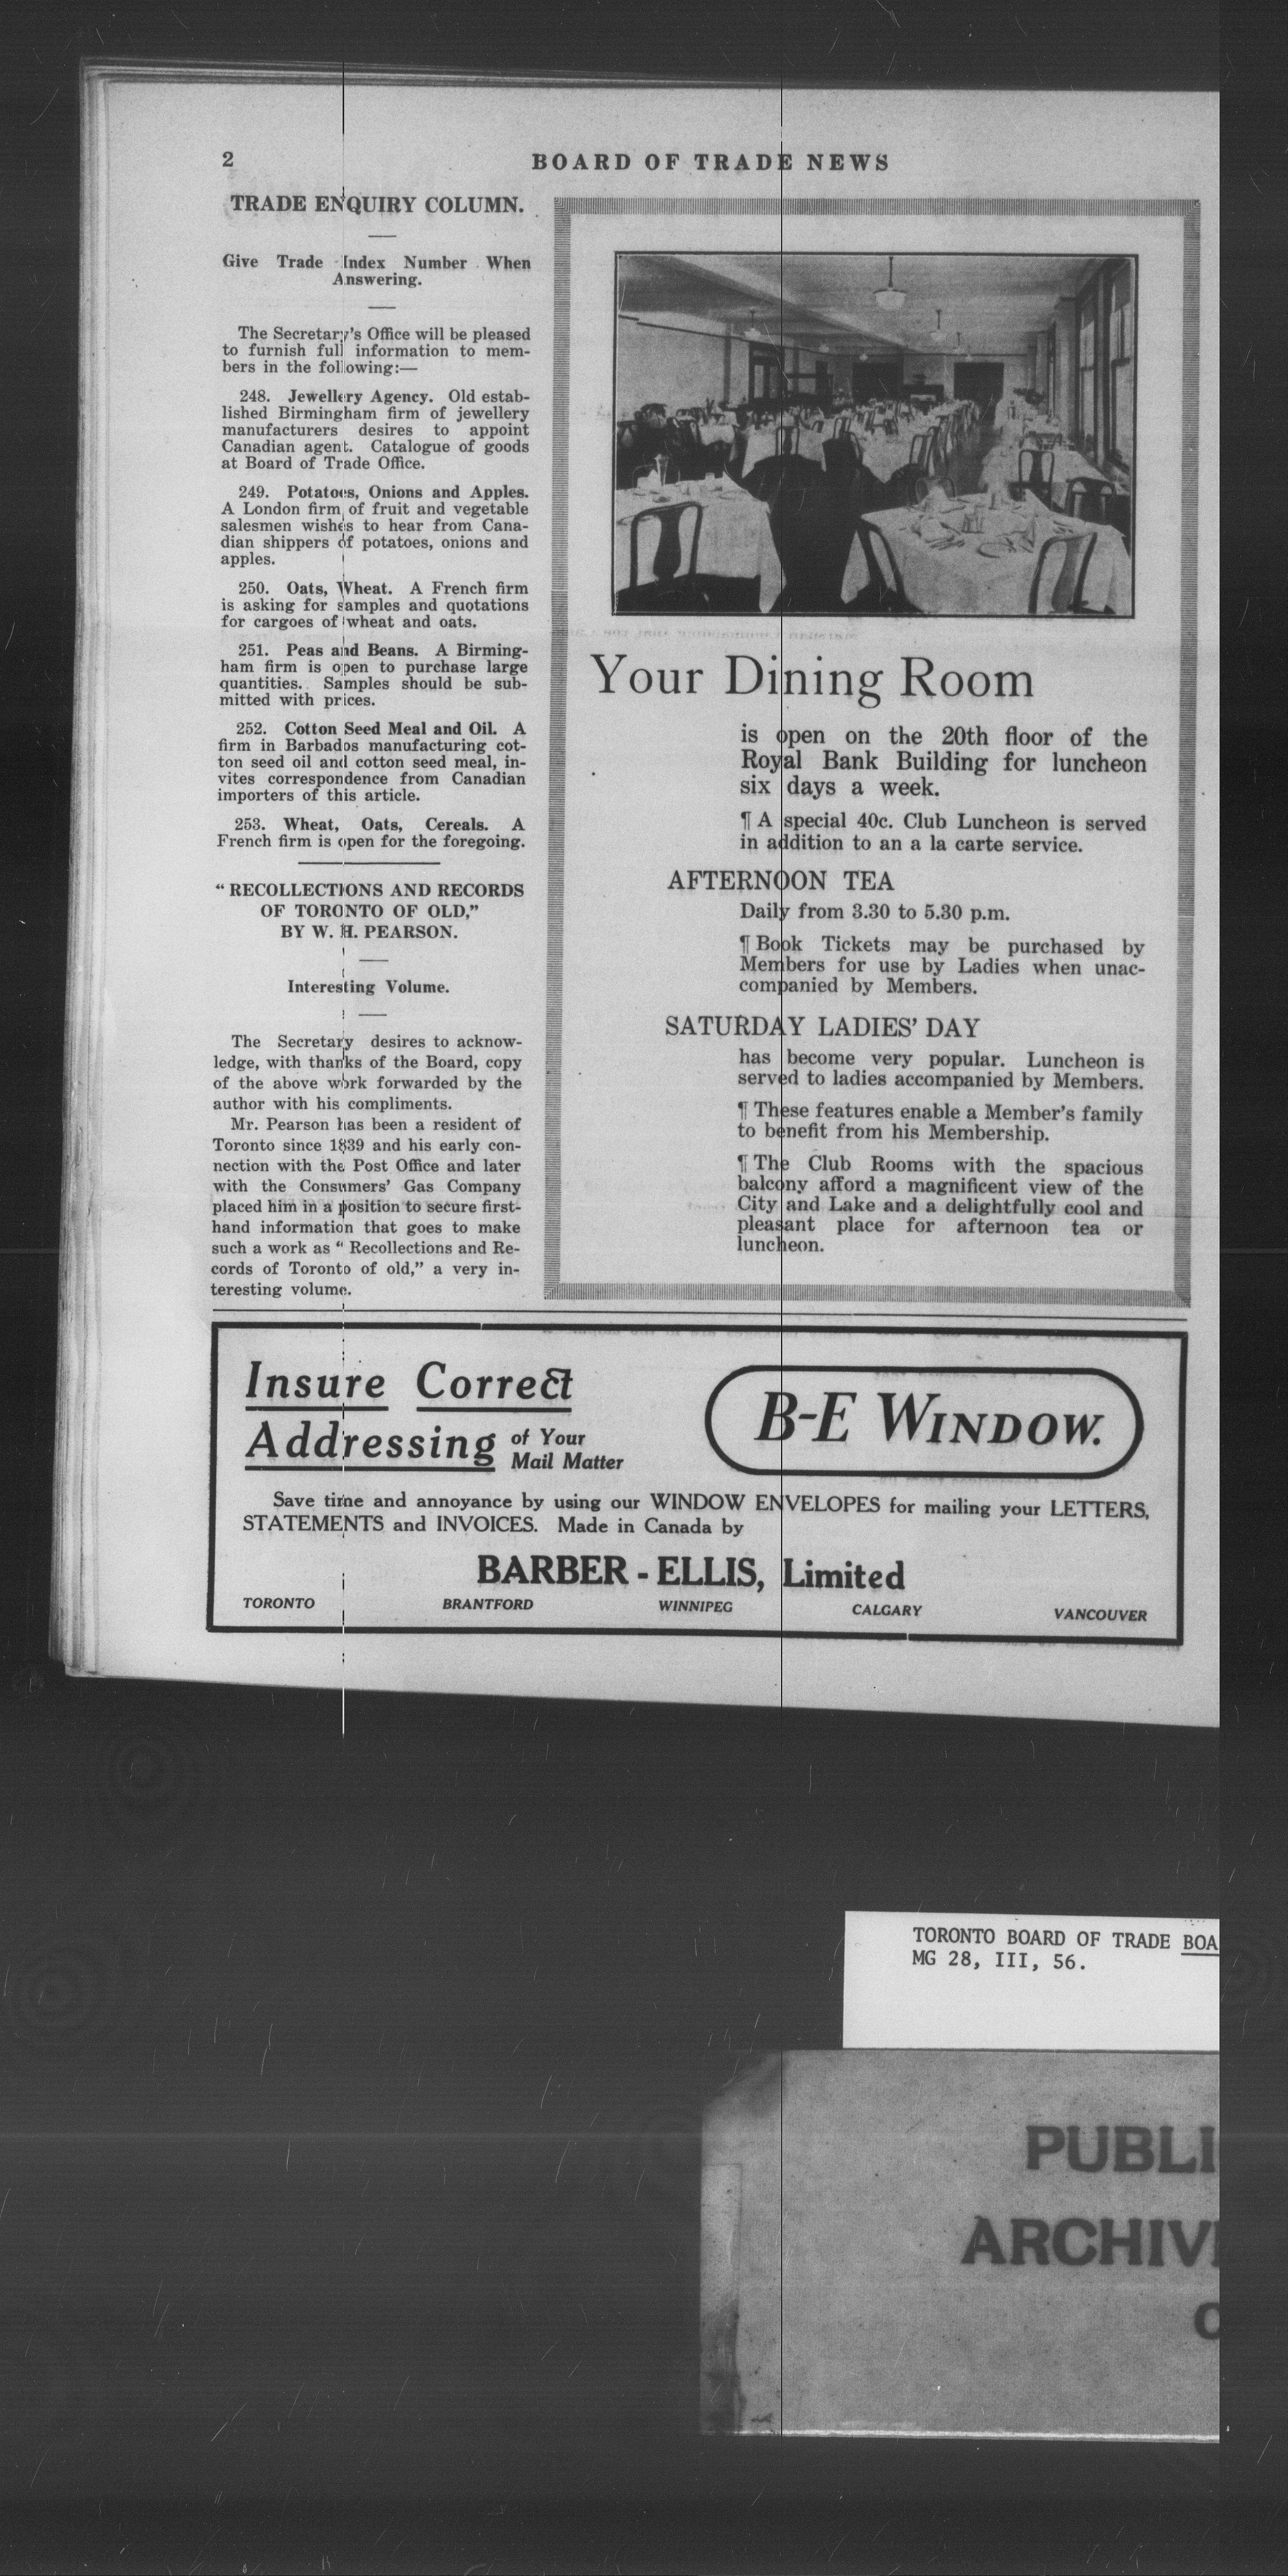 2
BOARD OF TRADE NEWS
TRADE ENQUIRY COLUMN.
Give Trade Index Number When
Answering.
The Secretary's Office will be pleased
to furnish full information to mem-
bers in the following:—
248. Jewellery Agency. Old estab-
lished Birmingham firm of jewellery
manufacturers desires to appoint
Canadian agent. Catalogue of goods
at Board of Trade Office.
249. Potatoes, Onions and Apples.
A London firm of fruit and vegetable
salesmen wishes to hear from Cana-
dian shippers of potatoes, onions and
apples.
250. Oats, Wheat. A French firm
is asking for samples and quotations
for cargoes of wheat and oats.
251. Peas and Beans. A Birming-
ham firm is open to purchase large
quantities. Samples should be sub-
mitted with prices.
252. Cotton Seed Meal and Oil. A
firm in Barbados manufacturing cot-
ton seed oil and cotton seed meal, in-
vites correspondence from Canadian
importers of this article.
253. Wheat, Oats, Cereals. A
French firm is open for the foregoing.
“RECOLLECTIONS AND RECORDS
OF TORONTO OF OLD,”
BY W. H. PEARSON.
Interesting Volume.
The Secretary desires to acknow-
ledge, with thanks of the Board, copy
of the above work forwarded by the
author with his compliments.
Mr. Pearson has been a resident of
Toronto since 1839 and his early con-
nection with the Post Office and later
with the Consumers' Gas Company
placed him in a position to secure first-
hand information that goes to make
such a work as “Recollections and Re-
cords of Toronto of old,” a very in-
teresting volume.
Your Dining Room
is open on the 20th floor of the
Royal Bank Building for luncheon
six days a week.
¶ A special 40c. Club Luncheon is served
in addition to an a la carte service.
AFTERNOON TEA
Daily from 3.30 to 5.30 p.m.
¶ Book Tickets may be purchased by
Members for use by Ladies when unac-
companied by Members.
SATURDAY LADIES' DAY
has become very popular. Luncheon is
served to ladies accompanied by Members.
¶ These features enable a Member's family
to benefit from his Membership.
¶ The Club Rooms with the spacious
balcony afford a magnificent view of the
City and Lake and a delightfully cool and
pleasant place for afternoon tea or
luncheon.
Insure Correct
Addressing of Your
Mail Matter
B-E WINDOW.
Save time and annoyance by using our WINDOW ENVELOPES for mailing your LETTERS,
STATEMENTS and INVOICES. Made in Canada by
BARBER-ELLIS, Limited
TORONTO BRANTFORD WINNIPEG CALGARY VANCOUVER
TORONTO BOARD OF TRADE BOA
MG 28, III, 56.
PUBLI
ARCHIV